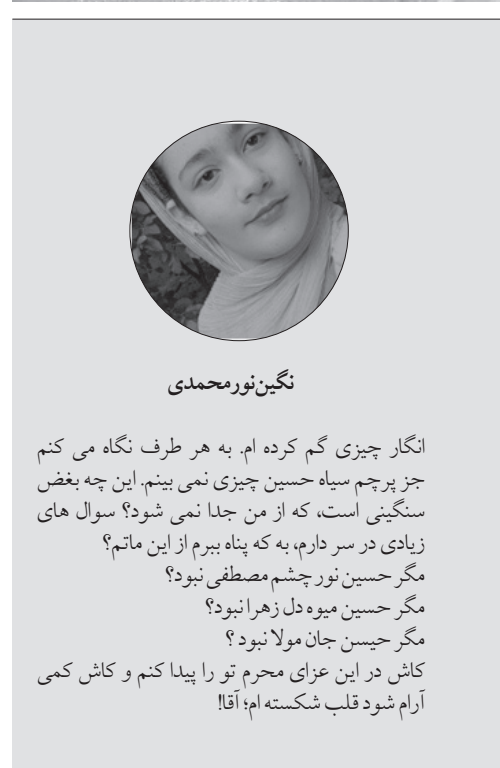 نگین‌نورمحمدی
انگار چیزی گم کرده ام. به هر طرف نگاه می کنم
جز پرچم سیاه حسین چیزی نمی بینم. این چه بغض
سنگینی است، که از من جدا نمی شود؟ سوال های
زیادی در سر دارم، به که پناه ببرم از این ماتم؟
مگر حسین نور چشم مصطفی نبود؟
مگر حسین میوه دل زهرا نبود؟
مگر حیسن جان مولا نبود؟
کاش در این عزای محرم تو را پیدا کنم و کاش کمی
آرام شود قلب شکسته ام؛ آقا!